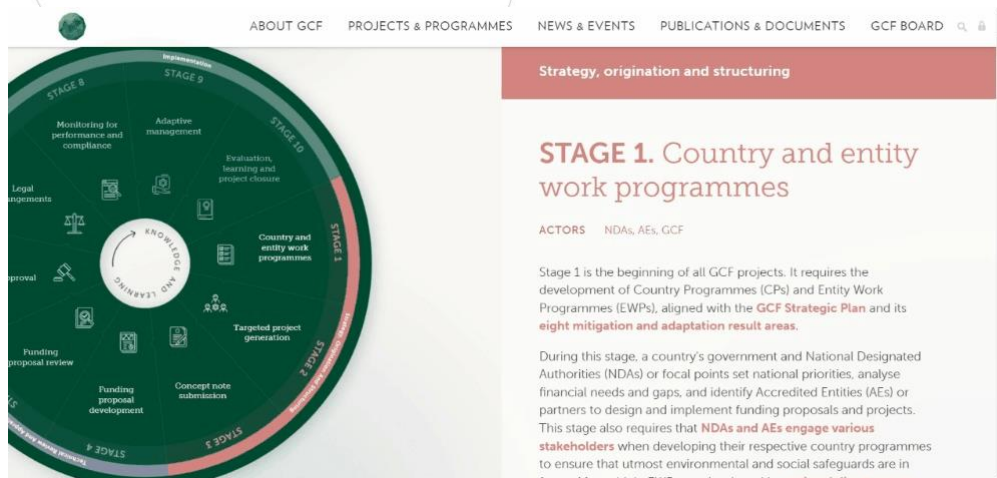 ABOUT GCF PROJECTS & PROGRAMMES NEWS & EVENTS PUBLICATIONS & DOCUMENTS GCF BOARD
Implementation
STAGE 8
STAGE 9
STAGE 10
Monitoring for
performance and
compliance
Adaptive
management
Evaluation,
learning and
project closure
Legal
Country and
entity work
programmes
STAGE 1
KNOWLEDGE AND LEARNING
Targeted project
generation
STAGE 2
Strategy, Origination And Structuring
Funding
proposal review
Funding
proposal
development
Concept note
submission
STAGE 3
STAGE 4
Technical Review And
Strategy, origination and structuring
STAGE 1. Country and entity
work programmes
ACTORS NDAs, AEs, GCF
Stage 1 is the beginning of all GCF projects. It requires the
development of Country Programmes (CPs) and Entity Work
Programmes (EWPs), aligned with the GCF Strategic Plan and its
eight mitigation and adaptation result areas.
During this stage, a country's government and National Designated
Authorities (NDAs) or focal points set national priorities, analyse
financial needs and gaps, and identify Accredited Entities (AEs) or
partners to design and implement funding proposals and projects.
This stage also requires that NDAs and AEs engage various
stakeholders when developing their respective country programmes
to ensure that utmost environmental and social safeguards are in